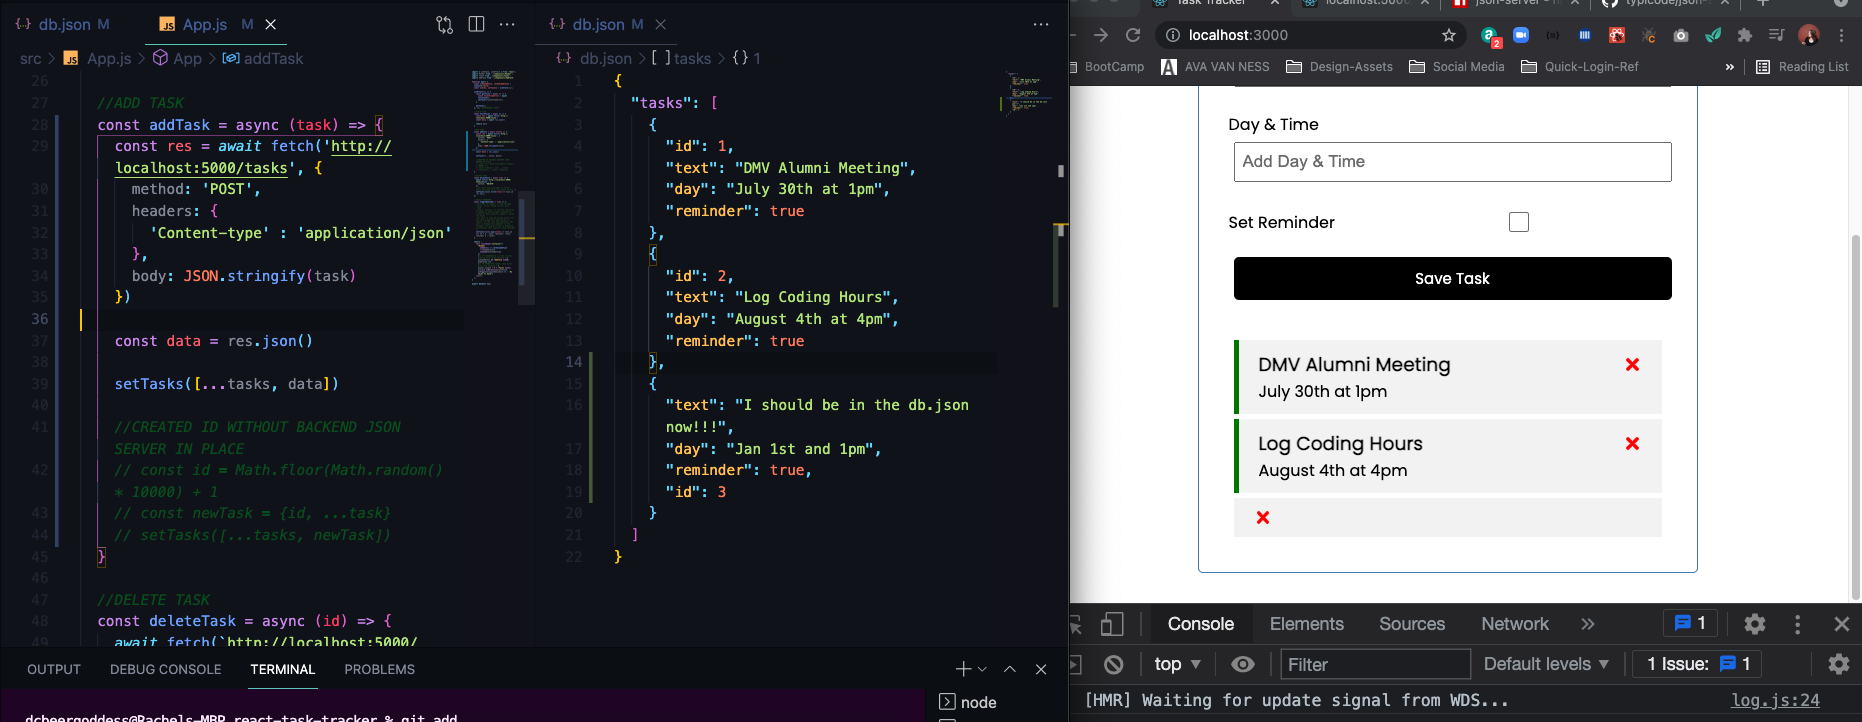 db.json M
App.js M
src > App.js > App > addTask
26
27 //ADD TASK
28 const addTask = async (task) => {
29 const res = await fetch('http://
localhost:5000/tasks', {
30 method: 'POST',
31 headers: {
32 'Content-type' : 'application/json'
33 },
34 body: JSON.stringify(task)
35 })
36
37 const data = res.json()
38
39 setTasks([...tasks, data])
40
41 //CREATED ID WITHOUT BACKEND JSON
SERVER IN PLACE
42 // const id = Math.floor(Math.random()
* 10000) + 1
43 // const newTask = {id, ...task}
44 // setTasks([...tasks, newTask])
45 }
46
47 //DELETE TASK
48 const deleteTask = async (id) => {
49 await fetch(`http://localhost:5000/
db.json M
db.json > [ ] tasks > {} 1
1 {
2 "tasks": [
3 {
4 "id": 1,
5 "text": "DMV Alumni Meeting",
6 "day": "July 30th at 1pm",
7 "reminder": true
8 },
9 {
10 "id": 2,
11 "text": "Log Coding Hours",
12 "day": "August 4th at 4pm",
13 "reminder": true
14 },
15 {
16 "text": "I should be in the db.json
now!!!",
17 "day": "Jan 1st and 1pm",
18 "reminder": true,
19 "id": 3
20 }
21 ]
22 }
OUTPUT DEBUG CONSOLE TERMINAL PROBLEMS
node
dcheergoddess@Rachels-MBP react-task-tracker % git add
Task Tracker
localhost:5000
json-server
typicode/json-
localhost:3000
2
BootCamp AVA VAN NESS Design-Assets Social Media Quick-Login-Ref » Reading List
Day & Time
Add Day & Time
Set Reminder
Save Task
DMV Alumni Meeting
July 30th at 1pm
Log Coding Hours
August 4th at 4pm
Console Elements Sources Network » 1
top Filter Default levels 1 Issue: 1
[HMR] Waiting for update signal from WDS... log.js:24